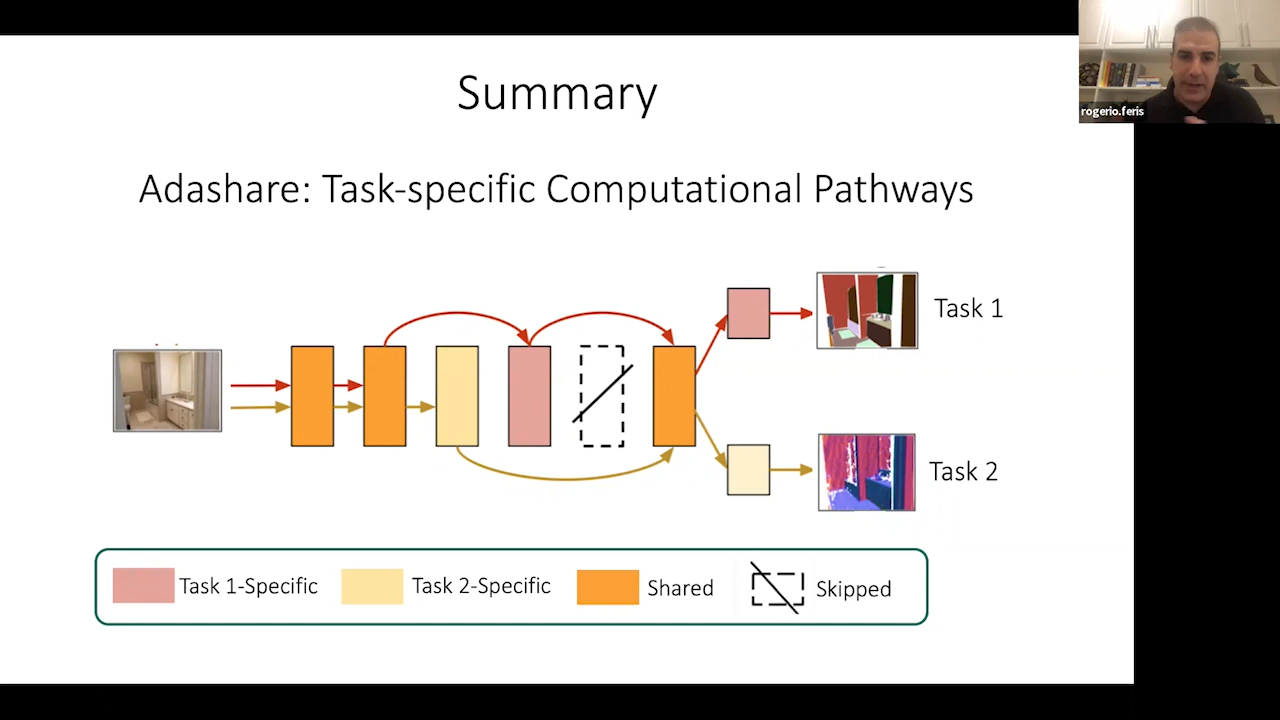 Summary
rogerio.feris
Adashare: Task-specific Computational Pathways
Task 1
Task 2
Task 1-Specific
Task 2-Specific
Shared
Skipped